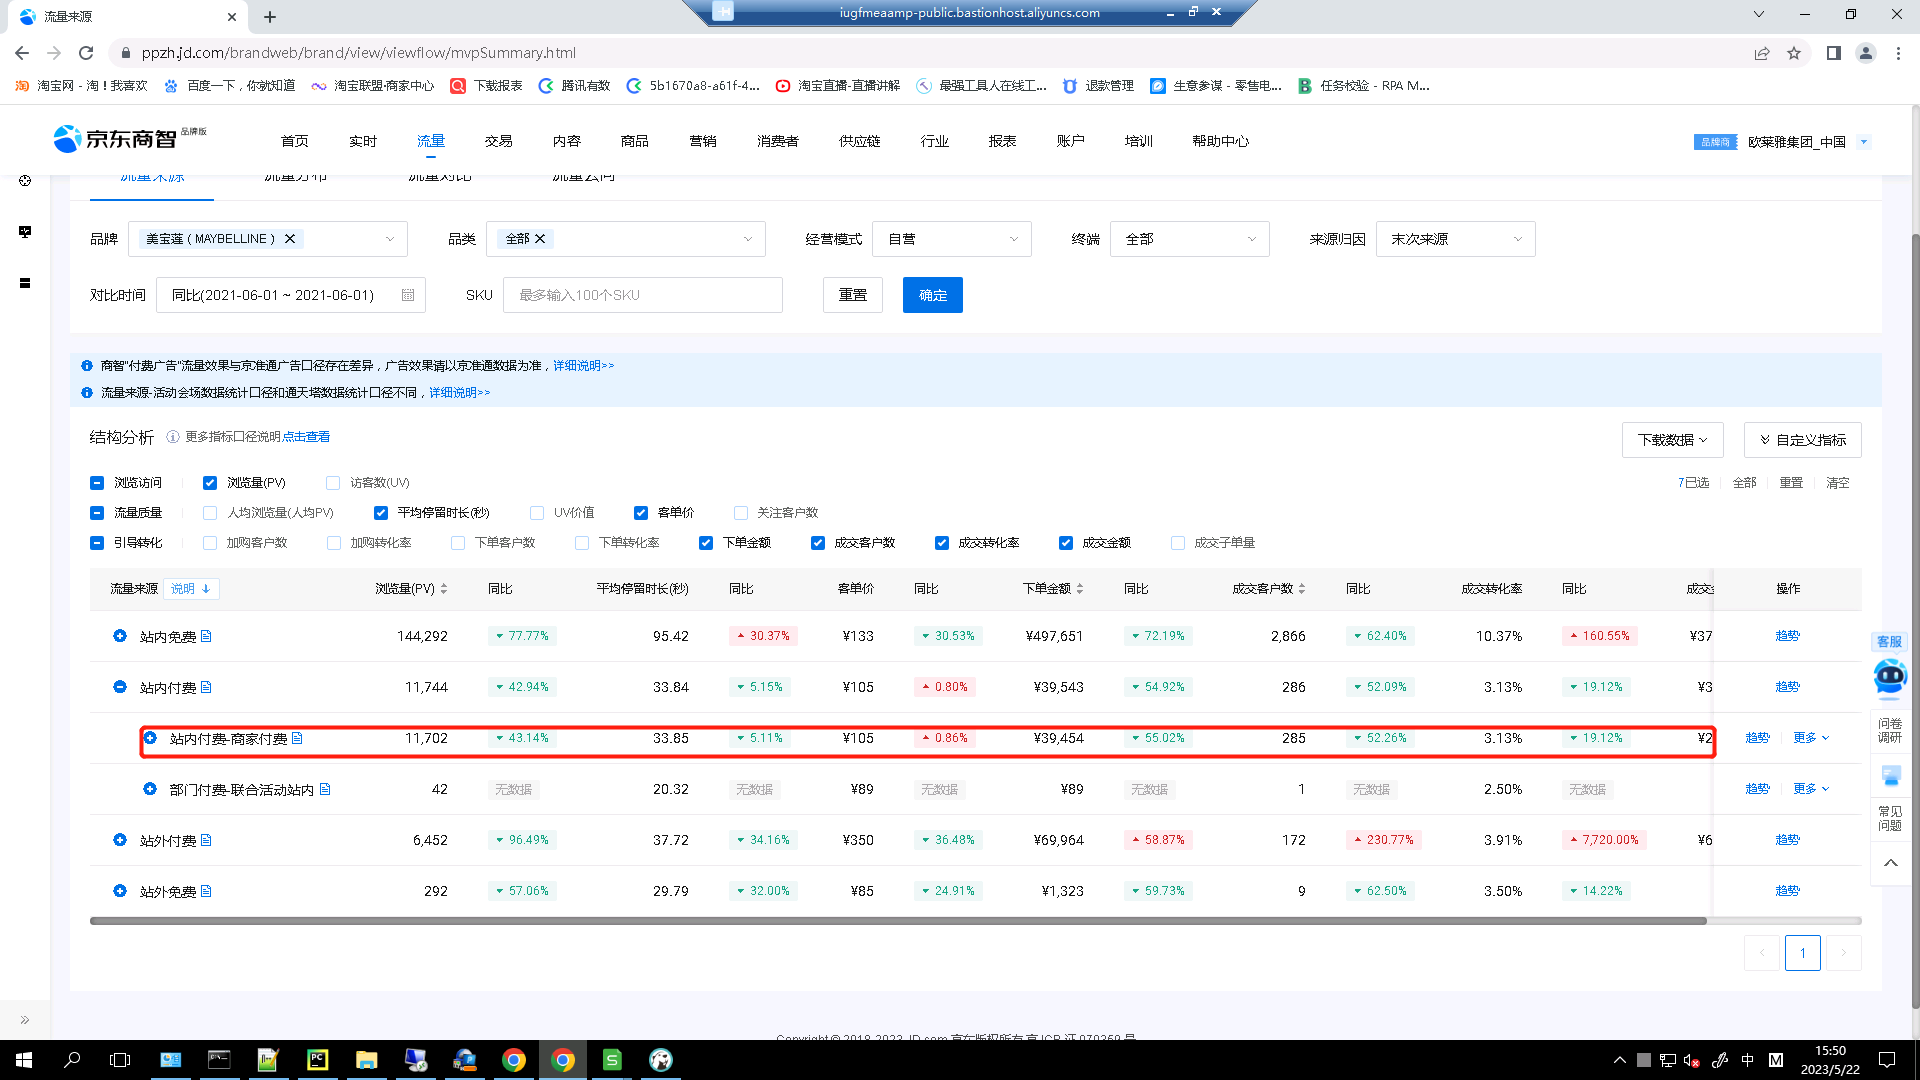 流量来源
iugfmeaamp-public.bastionhost.aliyuncs.com
ppzh.jd.com/brandweb/brand/view/viewflow/mvpSummary.html
淘 淘宝网 - 淘！我喜欢 百度一下，你就知道 淘宝联盟·商家中心 下载报表 腾讯有数 5b1670a8-a61f-4... 淘宝直播-直播讲解 最强工具人在线工... 退款管理 生意参谋 - 零售电... B 任务校验 - RPA M...
京东商智 品牌版 首页 实时 流量 交易 内容 商品 营销 消费者 供应链 行业 报表 账户 培训 帮助中心 品牌商 欧莱雅集团_中国
流量来源 流量分布 流量对比 流量去向
品牌 美宝莲 ( MAYBELLINE ) 品类 全部 经营模式 自营 终端 全部 来源归因 末次来源
对比时间 同比(2021-06-01 ~ 2021-06-01) SKU 最多输入100个SKU 重置 确定
商智"付费广告"流量效果与京准通广告口径存在差异，广告效果请以京准通数据为准，详细说明>>
流量来源-活动会场数据统计口径和通天塔数据统计口径不同，详细说明>>
结构分析 更多指标口径说明点击查看 下载数据 自定义指标
浏览访问 浏览量(PV) 访客数(UV) 7已选 全部 重置 清空
流量质量 人均浏览量(人均PV) 平均停留时长(秒) UV价值 客单价 关注客户数
引导转化 加购客户数 加购转化率 下单客户数 下单转化率 下单金额 成交客户数 成交转化率 成交金额 成交子单量
流量来源 说明 浏览量(PV) 同比 平均停留时长(秒) 同比 客单价 同比 下单金额 同比 成交客户数 同比 成交转化率 同比 成交 操作
站内免费 144,292 77.77% 95.42 30.37% ¥133 30.53% ¥497,651 72.19% 2,866 62.40% 10.37% 160.55% ¥37 趋势
站内付费 11,744 42.94% 33.84 5.15% ¥105 0.80% ¥39,543 54.92% 286 52.09% 3.13% 19.12% ¥3 趋势
站内付费-商家付费 11,702 43.14% 33.85 5.11% ¥105 0.86% ¥39,454 55.02% 285 52.26% 3.13% 19.12% ¥2 趋势 更多
部门付费-联合活动站内 42 无数据 20.32 无数据 ¥89 无数据 ¥89 无数据 1 无数据 2.50% 无数据 趋势 更多
站外付费 6,452 96.49% 37.72 34.16% ¥350 36.48% ¥69,964 58.87% 172 230.77% 3.91% 7,720.00% ¥6 趋势
站外免费 292 57.06% 29.79 32.00% ¥85 24.91% ¥1,323 59.73% 9 62.50% 3.50% 14.22% 趋势
客服
问卷
调研
常见
问题
1
Copyright © 2018-2023 JD.com 京东版权所有 京ICP证070359号
中 M
15:50
2023/5/22